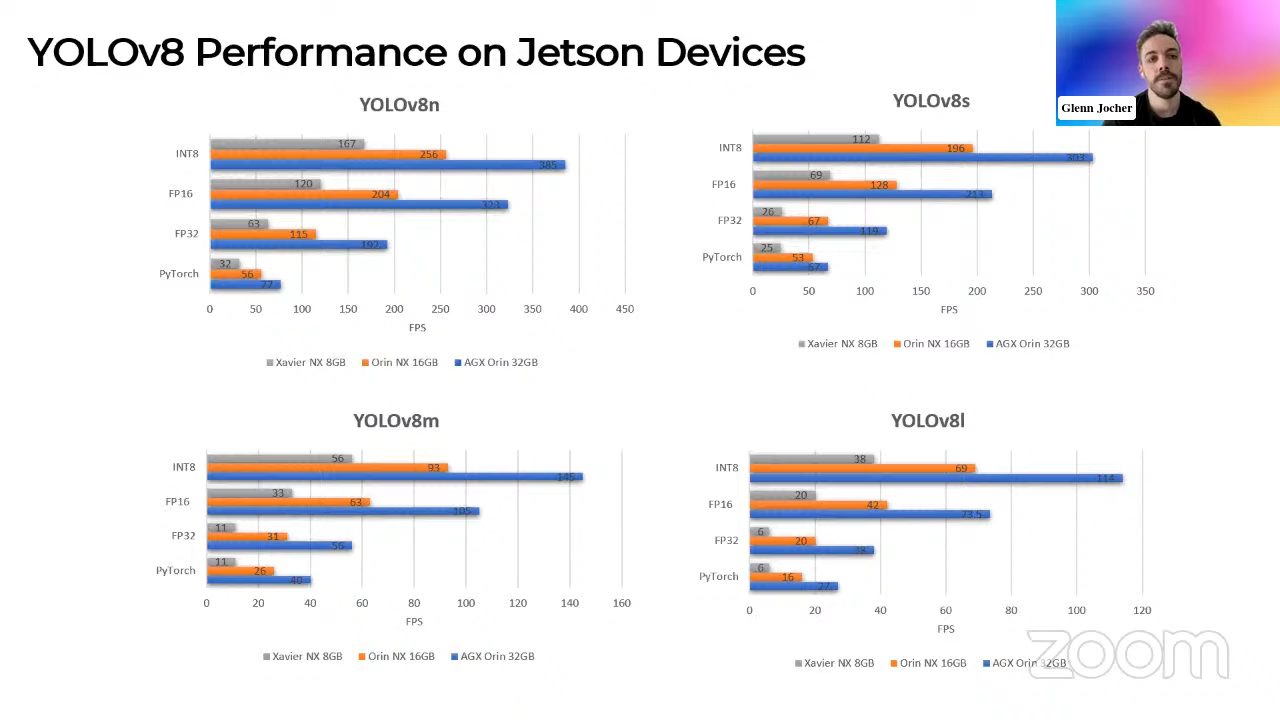 YOLOv8 Performance on Jetson Devices
Glenn Jocher
YOLOv8n
INT8
167
256
385
FP16
120
204
323
FP32
63
115
192
PyTorch
32
56
77
0 50 100 150 200 250 300 350 400 450
FPS
Xavier NX 8GB Orin NX 16GB AGX Orin 32GB
YOLOv8s
INT8
112
196
303
FP16
69
128
213
FP32
26
67
119
PyTorch
25
53
67
0 50 100 150 200 250 300 350
FPS
Xavier NX 8GB Orin NX 16GB AGX Orin 32GB
YOLOv8m
INT8
56
93
145
FP16
33
63
105
FP32
11
31
56
PyTorch
11
26
40
0 20 40 60 80 100 120 140 160
FPS
Xavier NX 8GB Orin NX 16GB AGX Orin 32GB
YOLOv8l
INT8
38
69
114
FP16
20
42
73.5
FP32
6
20
38
PyTorch
6
16
27
0 20 40 60 80 100 120
FPS
Xavier NX 8GB Orin NX 16GB AGX Orin 32GB
zoom